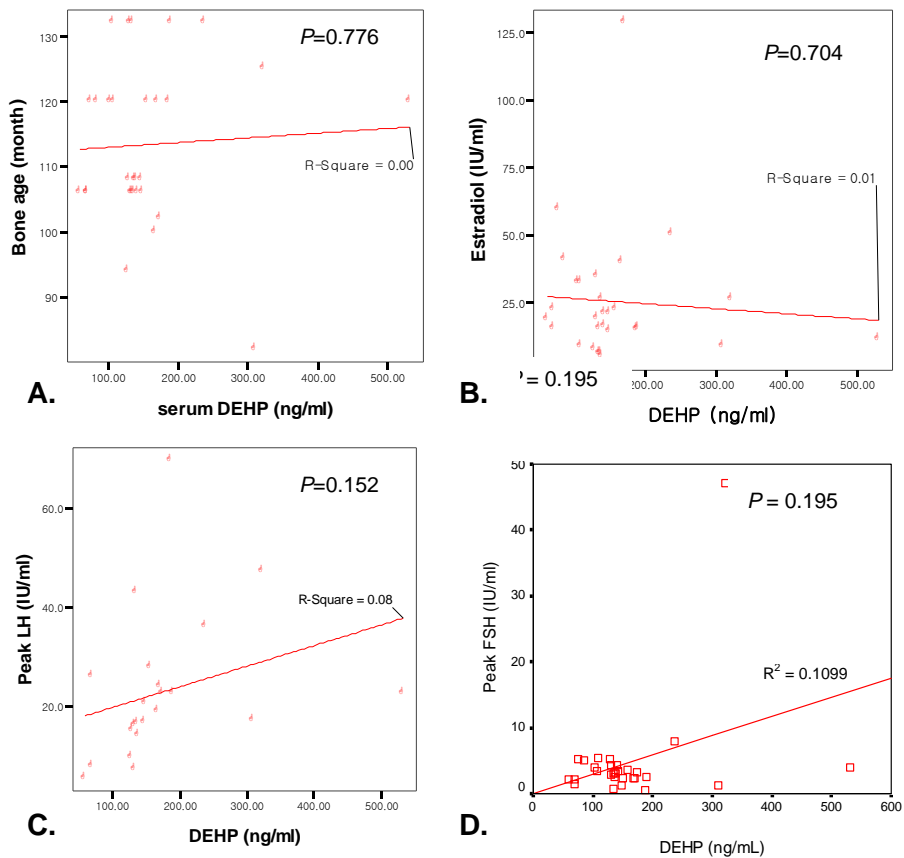 P=0.776
130
120
110
100
90
Bone age (month)
R-Square = 0.00
100.00 200.00 300.00 400.00 500.00
A.
serum DEHP (ng/ml)
P=0.704
125.0
100.0
75.0
50.0
25.0
Estradiol (IU/ml)
R-Square = 0.01
= 0.195
200.00 300.00 400.00 500.00
B.
DEHP (ng/ml)
P=0.152
60.0
40.0
20.0
Peak LH (IU/ml)
R-Square = 0.08
100.00 200.00 300.00 400.00 500.00
C.
DEHP (ng/ml)
P = 0.195
50
40
30
20
10
0
Peak FSH (IU/ml)
R² = 0.1099
0 100 200 300 400 500 600
D.
DEHP (ng/mL)